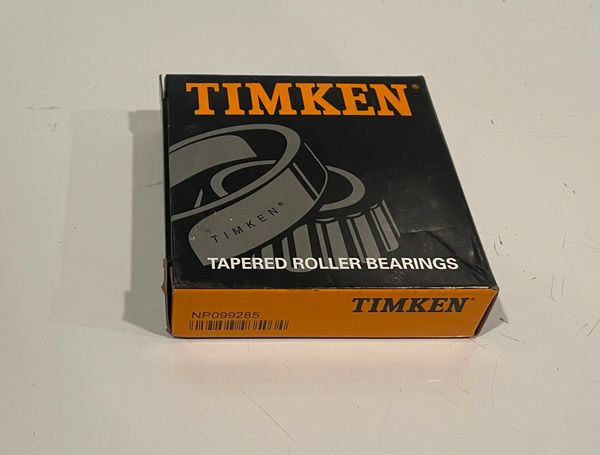 TIMKEN®
TIMKEN®
TAPERED ROLLER BEARINGS
NP099285
TIMKEN®